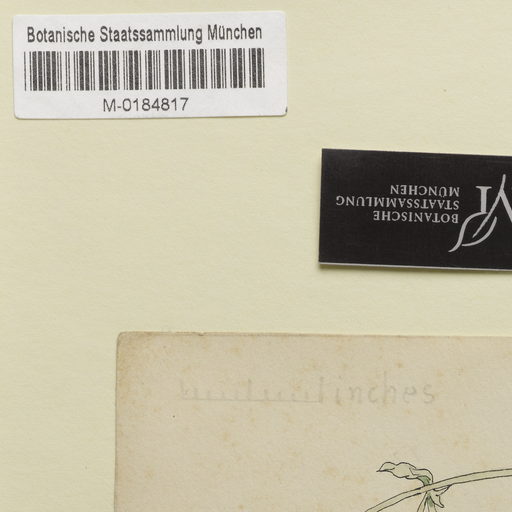 Botanische Staatssammlung München
M-0184817
BOTANISCHE
STAATSSAMMLUNG
MÜNCHEN
inches